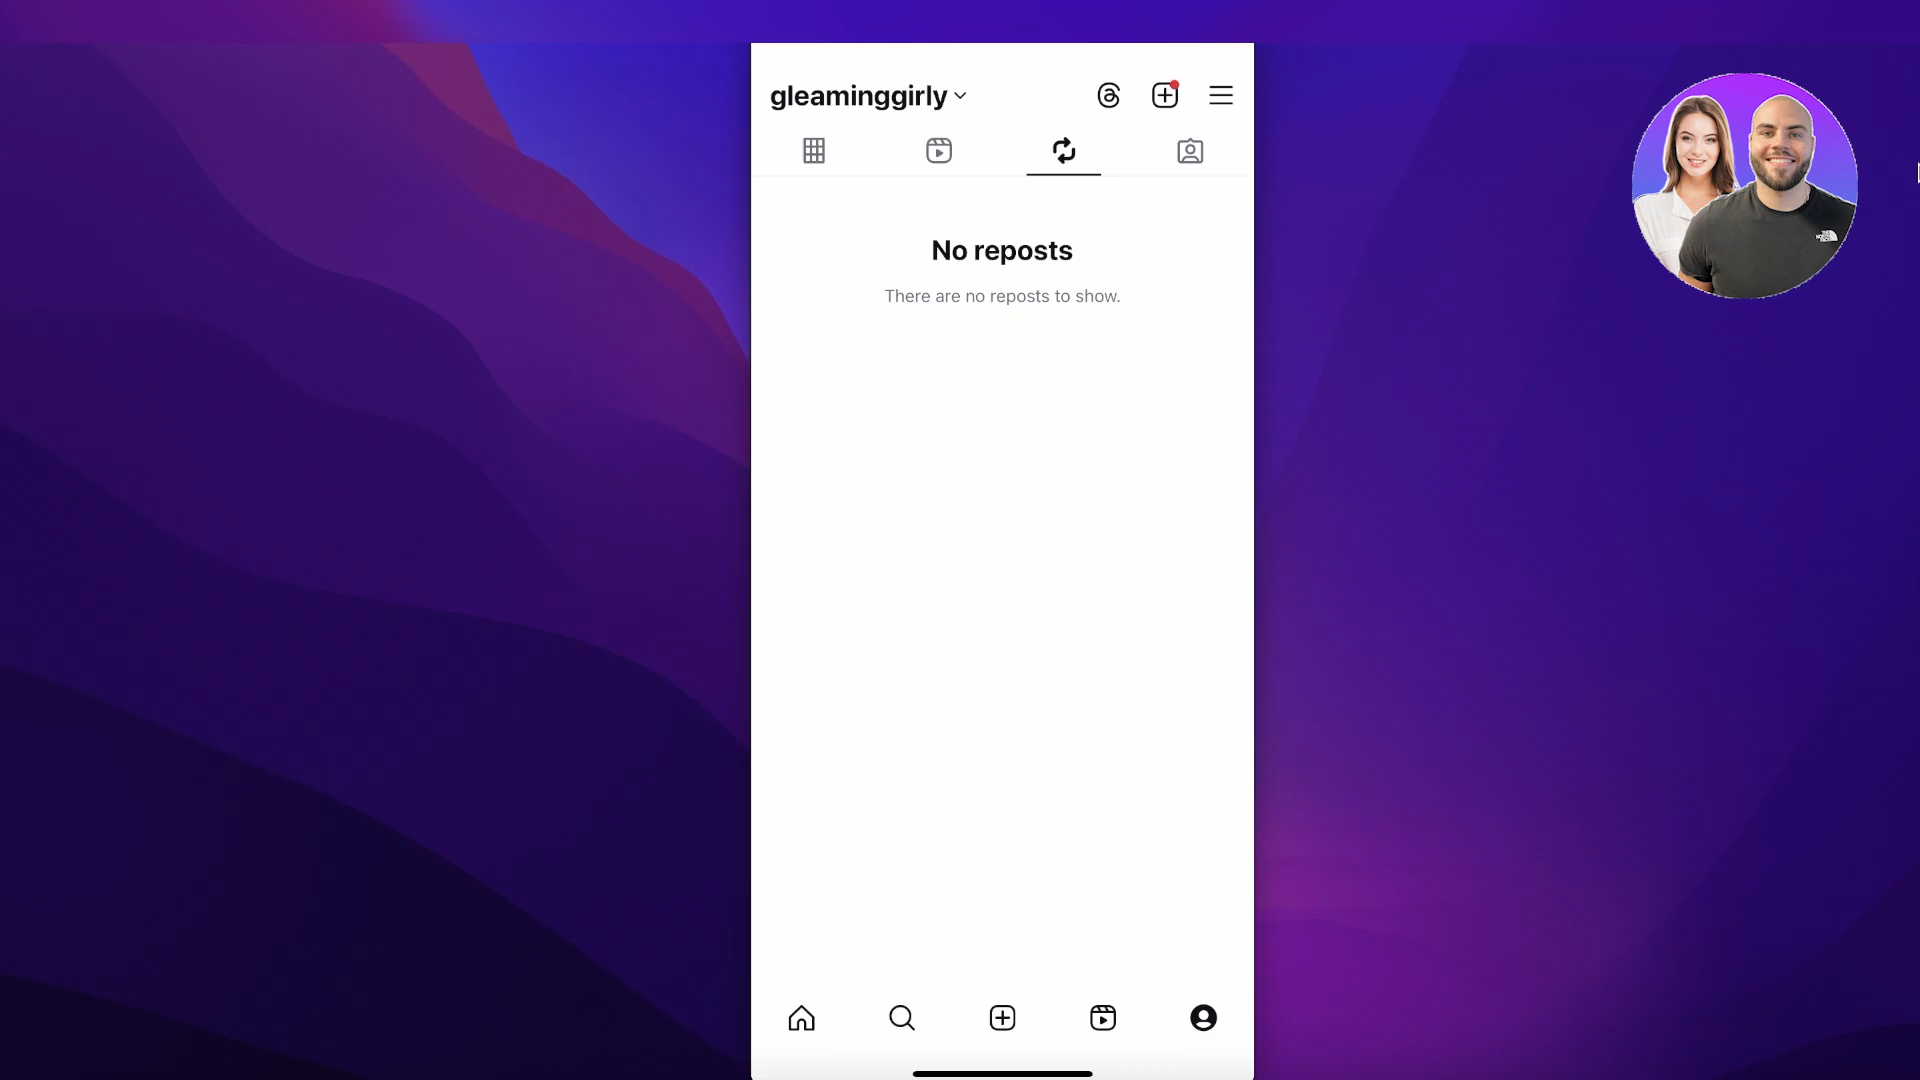 gleaminggirly
No reposts
There are no reposts to show.